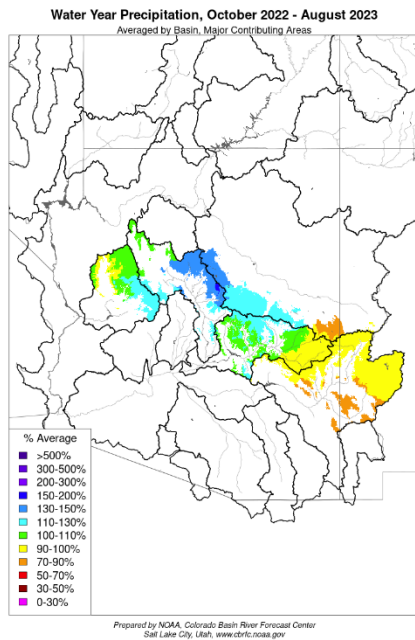 Water Year Precipitation, October 2022 - August 2023
Averaged by Basin, Major Contributing Areas
% Average
>500%
300-500%
200-300%
150-200%
130-150%
110-130%
100-110%
90-100%
70-90%
50-70%
30-50%
0-30%
Prepared by NOAA, Colorado Basin River Forecast Center
Salt Lake City, Utah, www.cbrfc.noaa.gov